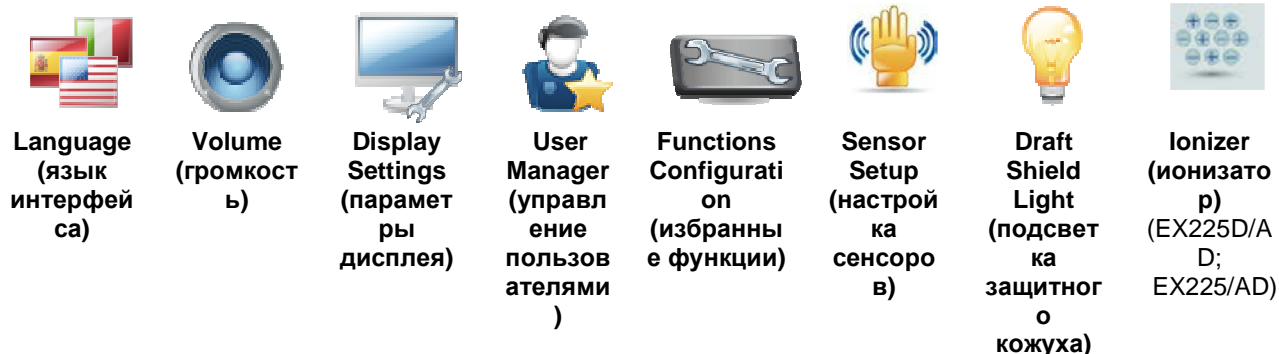 Language
(язык
интерфей
са)
Volume
(громкост
ь)
Display
Settings
(парамет
ры
дисплея)
User
Manager
(управл
ение
пользов
ателями
)
Functions
Configurati
on
(избранны
е функции)
Sensor
Setup
(настрой
ка
сенсоро
в)
Draft
Shield
Light
(подсвет
ка
защитног
о
кожуха)
Ionizer
(ионизато
р)
(EX225D/A
D;
EX225/AD)